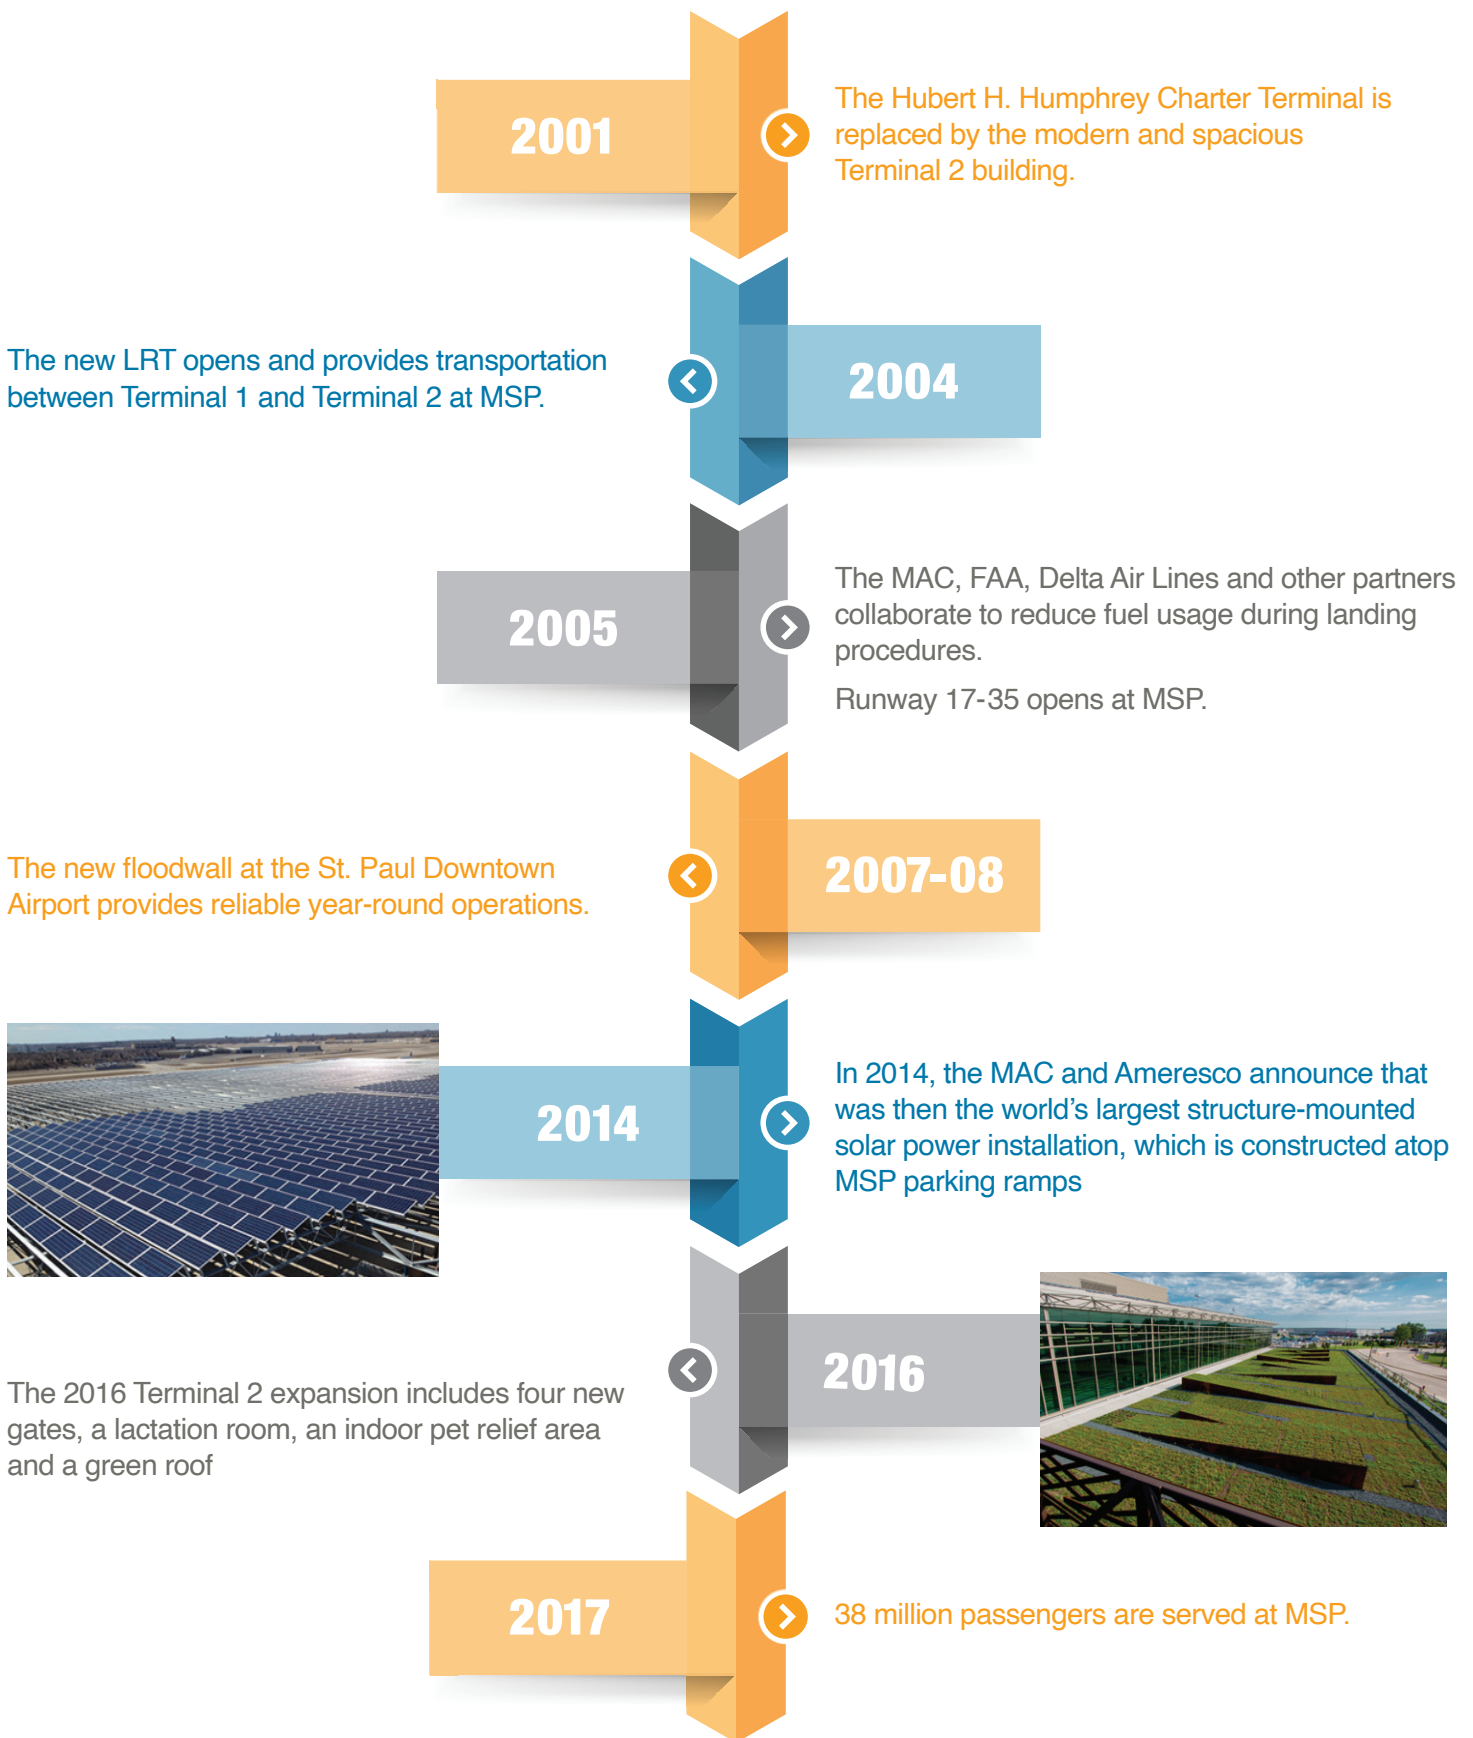 2001
The Hubert H. Humphrey Charter Terminal is
replaced by the modern and spacious
Terminal 2 building.
The new LRT opens and provides transportation
between Terminal 1 and Terminal 2 at MSP.
2004
2005
The MAC, FAA, Delta Air Lines and other partners
collaborate to reduce fuel usage during landing
procedures.
Runway 17-35 opens at MSP.
The new floodwall at the St. Paul Downtown
Airport provides reliable year-round operations.
2007-08
2014
In 2014, the MAC and Ameresco announce that
was then the world’s largest structure-mounted
solar power installation, which is constructed atop
MSP parking ramps
The 2016 Terminal 2 expansion includes four new
gates, a lactation room, an indoor pet relief area
and a green roof
2016
2017
38 million passengers are served at MSP.